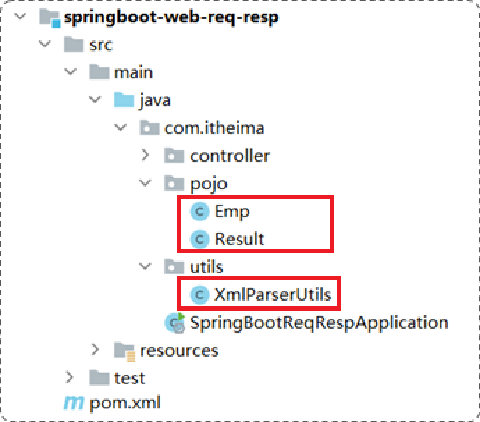 springboot-web-req-resp
src
main
java
com.itheima
controller
pojo
Emp
Result
utils
XmlParserUtils
SpringBootReqRespApplication
resources
test
pom.xml